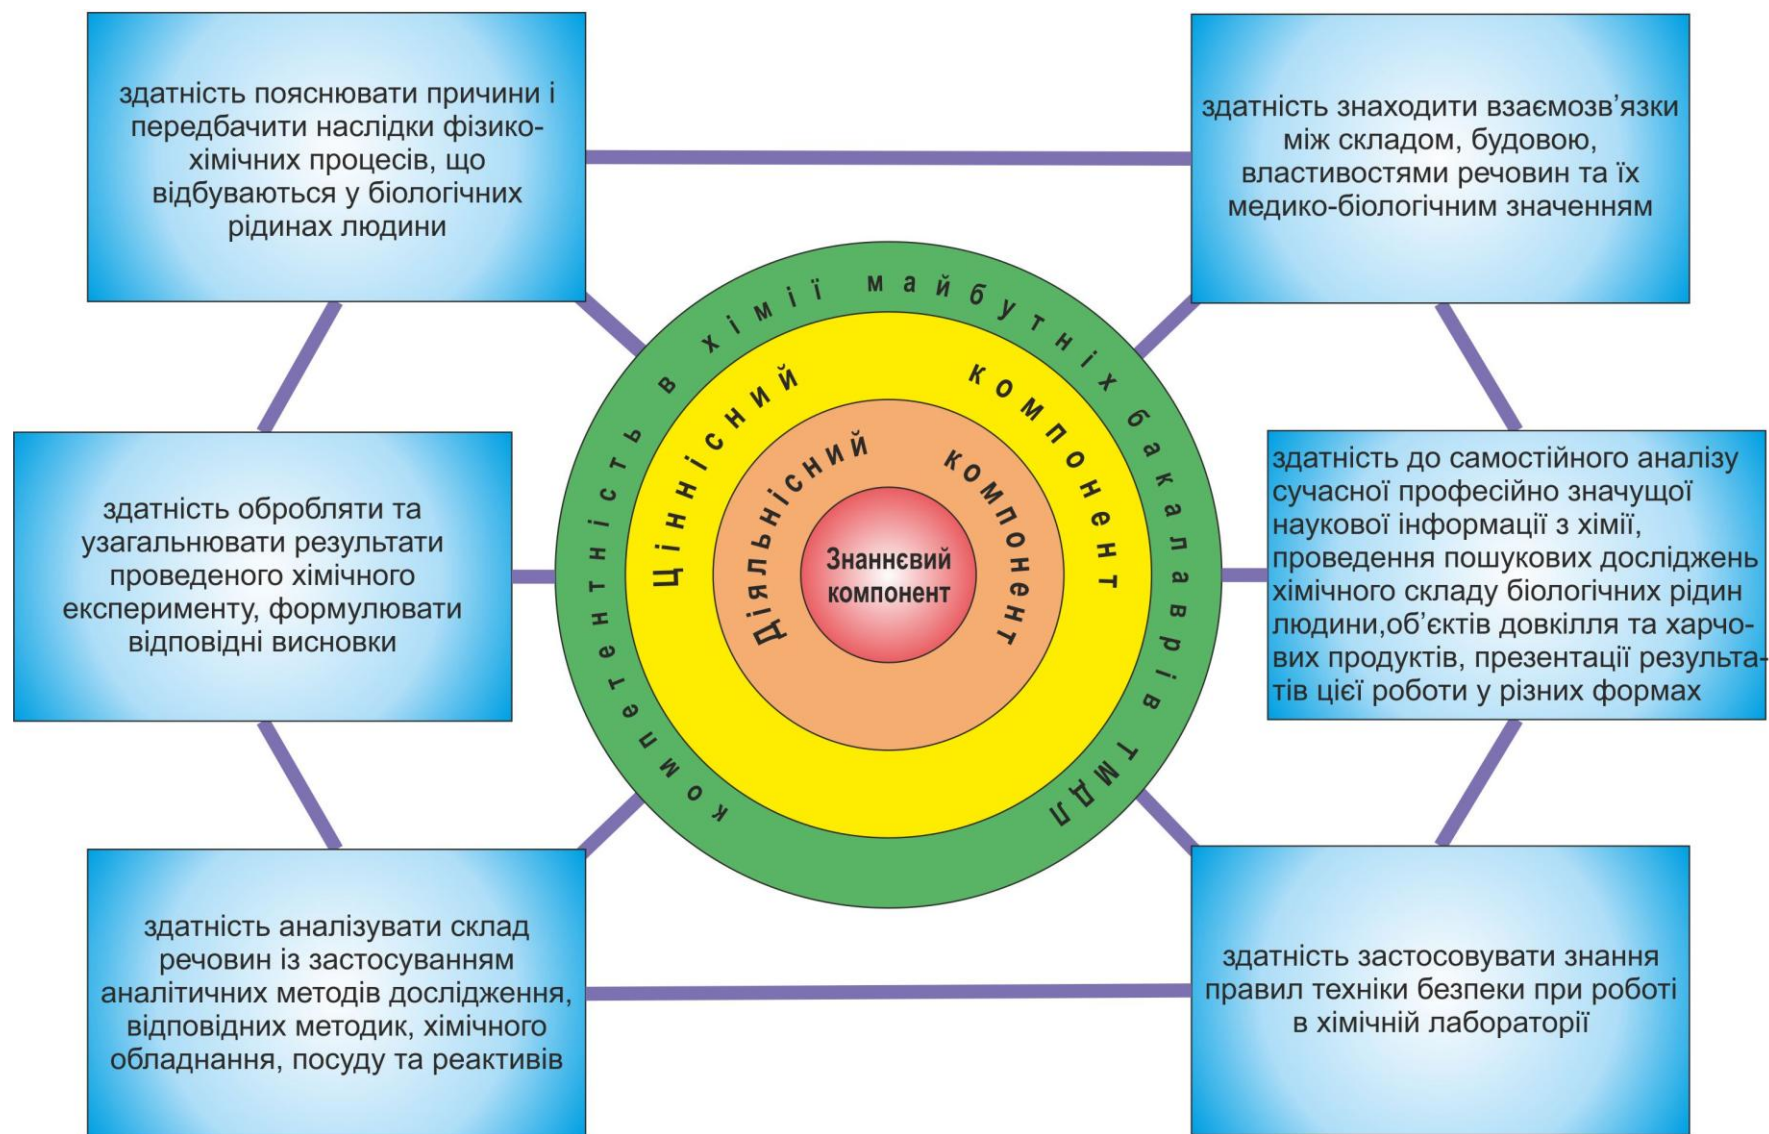 здатність пояснювати причини і
передбачити наслідки фізико-
хімічних процесів, що
відбуваються у біологічних
рідинах людини
здатність знаходити взаємозв’язки
між складом, будовою,
властивостями речовин та їх
медико-біологічним значенням
компетентність в хімії майбутніх бакалаврів ТМДЛ
Ціннісний компонент
Діяльнісний компонент
Знаннєвий
компонент
здатність обробляти та
узагальнювати результати
проведеного хімічного
експерименту, формулювати
відповідні висновки
здатність до самостійного аналізу
сучасної професійно значущої
наукової інформації з хімії,
проведення пошукових досліджень
хімічного складу біологічних рідин
людини,об’єктів довкілля та харчо-
вих продуктів, презентації результа-
тів цієї роботи у різних формах
здатність аналізувати склад
речовин із застосуванням
аналітичних методів дослідження,
відповідних методик, хімічного
обладнання, посуду та реактивів
здатність застосовувати знання
правил техніки безпеки при роботі
в хімічній лабораторії